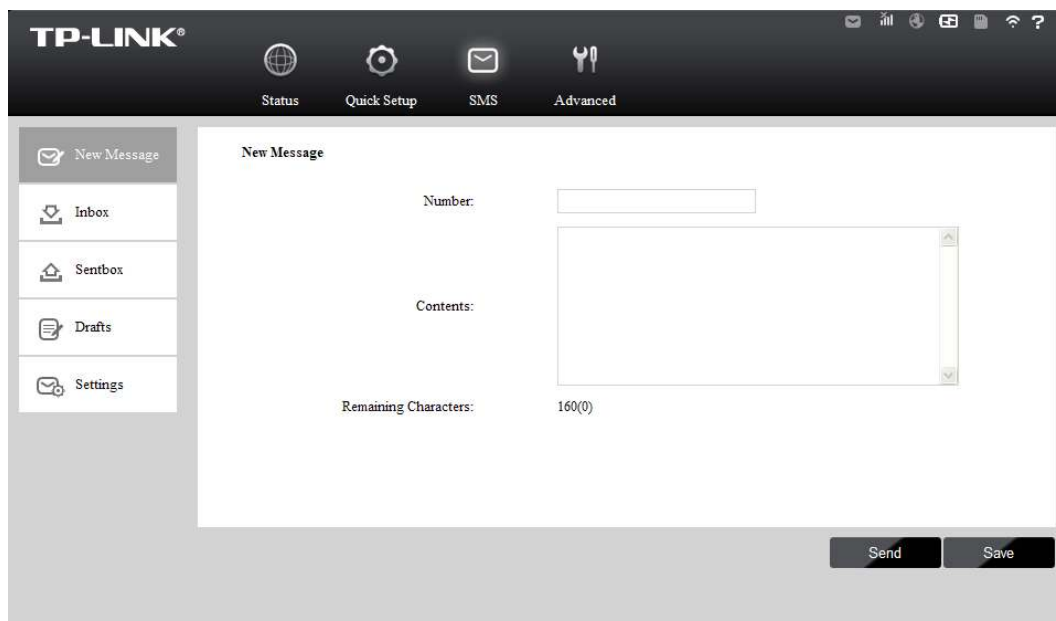 TP-LINK®
?
Status Quick Setup SMS Advanced
New Message
Inbox
Sentbox
Drafts
Settings
New Message
Number:
Contents:
Remaining Characters: 160(0)
Send Save